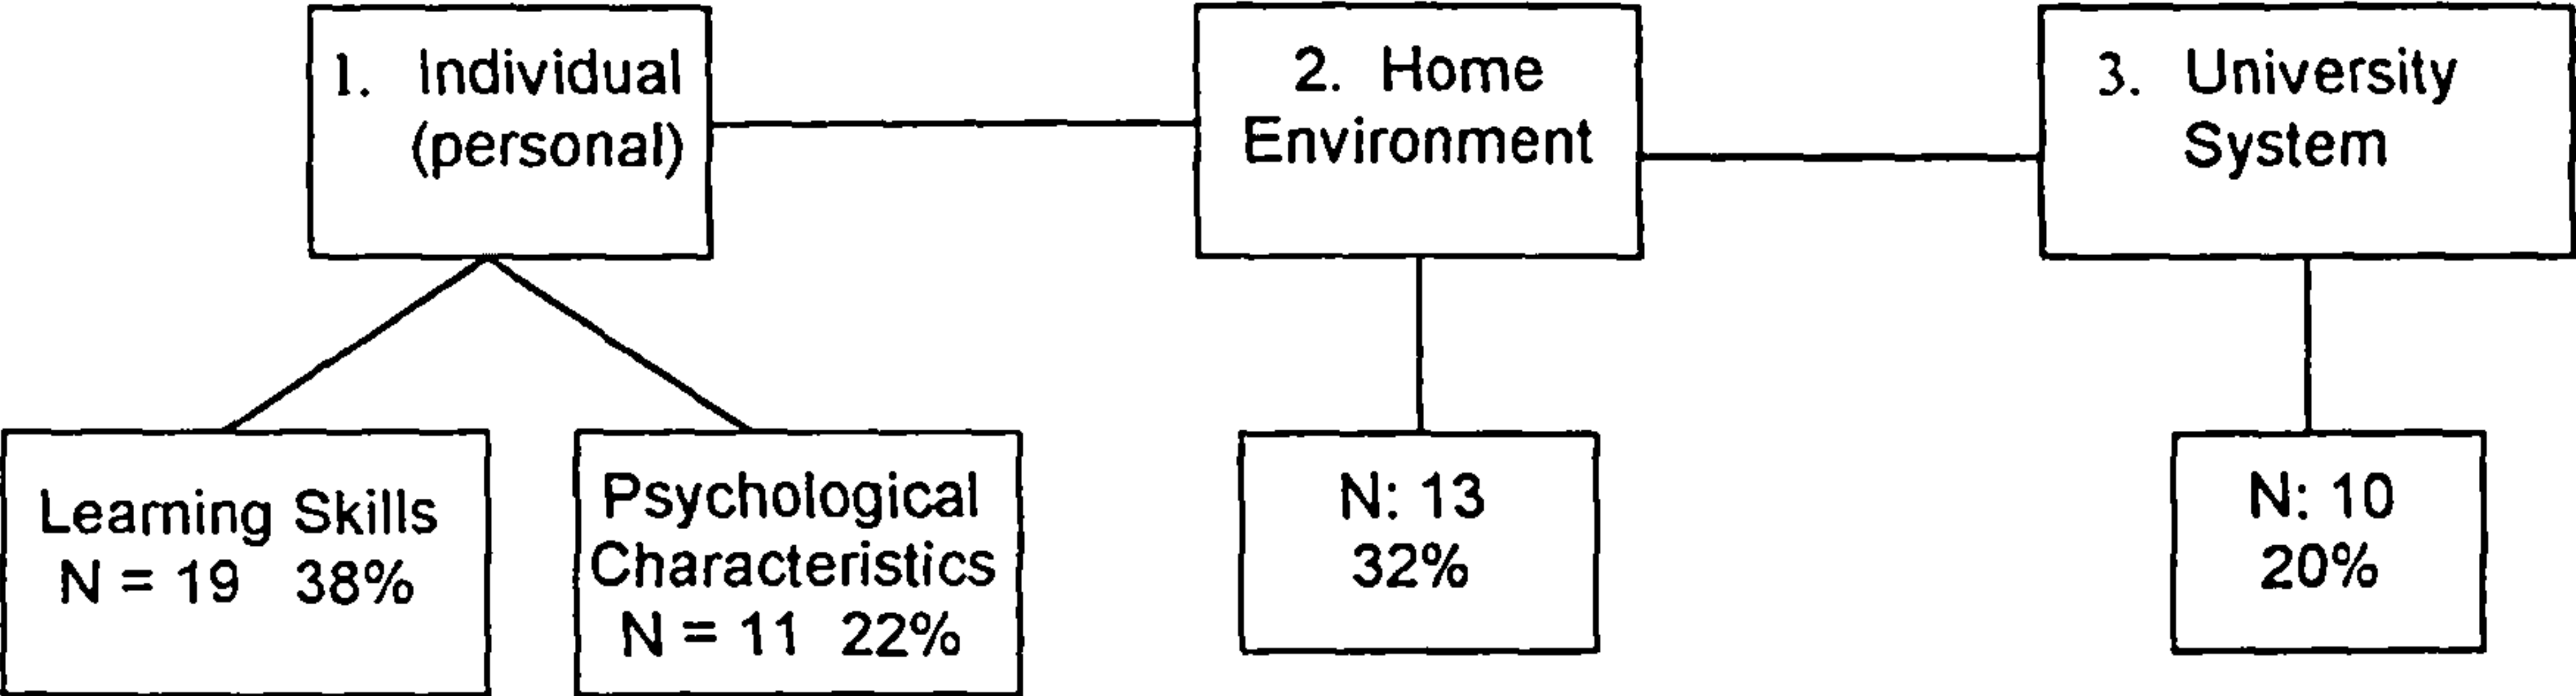 1. Individual
(personal)
2. Home
Environment
3. University
System
Learning Skills
N = 19 38%
Psychological
Characteristics
N = 11 22%
N: 13
32%
N: 10
20%